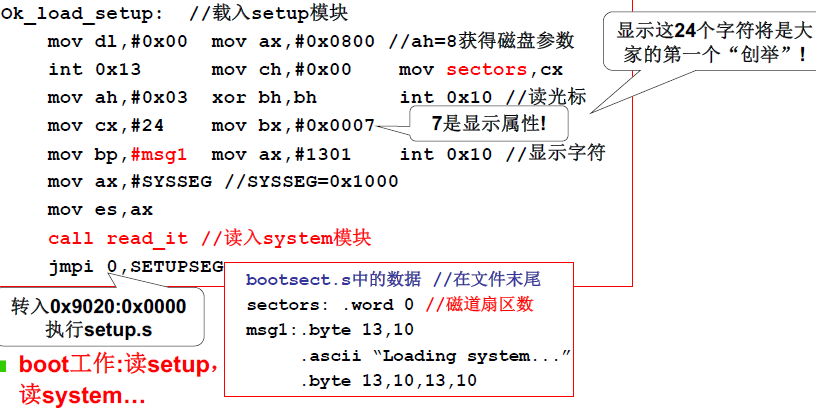 Ok_load_setup: //载入setup模块
mov dl,#0x00 mov ax,#0x0800 //ah=8获得磁盘参数
int 0x13 mov ch,#0x00 mov sectors,cx
mov ah,#0x03 xor bh,bh int 0x10 //读光标
mov cx,#24 mov bx,#0x0007
mov bp,#msg1 mov ax,#1301 int 0x10 //显示字符
mov ax,#SYSSEG //SYSSEG=0x1000
mov es,ax
call read_it //读入system模块
jmpi 0,SETUPSEG
显示这24个字符将是大
家的第一个“创举”!
7是显示属性!
转入0x9020:0x0000
执行setup.s
bootsect.s中的数据 //在文件末尾
sectors: .word 0 //磁道扇区数
msg1:.byte 13,10
.ascii “Loading system...”
.byte 13,10,13,10
boot工作:读setup，
读system…